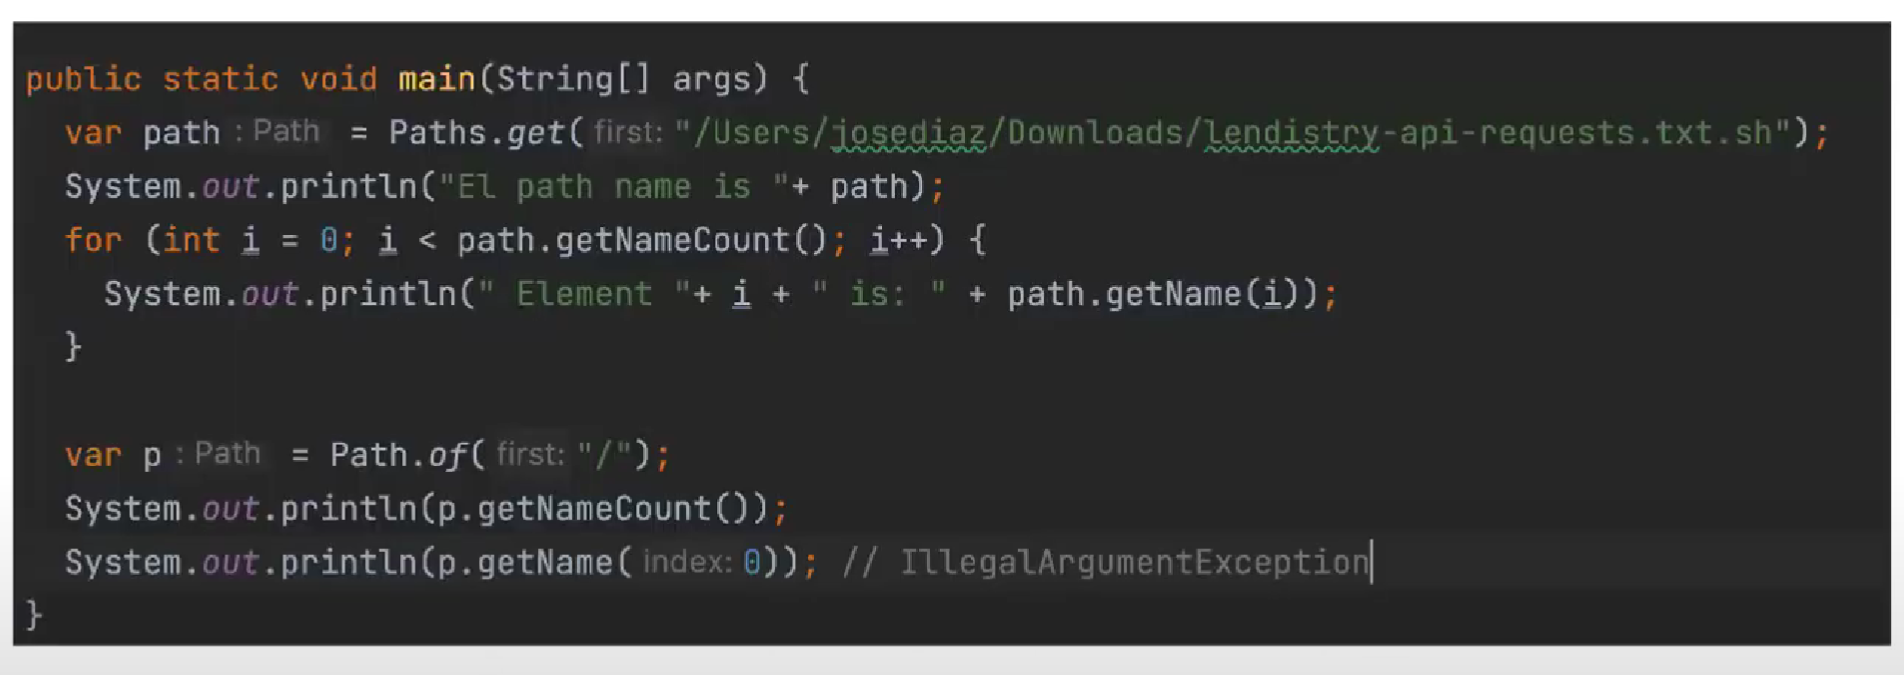 public static void main(String[] args) {
var path : Path = Paths.get( first: "/Users/josediaz/Downloads/lendistry-api-requests.txt.sh");
System.out.println("El path name is "+ path);
for (int i = 0; i < path.getNameCount(); i++) {
System.out.println(" Element "+ i + " is: " + path.getName(i));
}
var p : Path = Path.of( first: "/");
System.out.println(p.getNameCount());
System.out.println(p.getName( index: 0)); // IllegalArgumentException
}